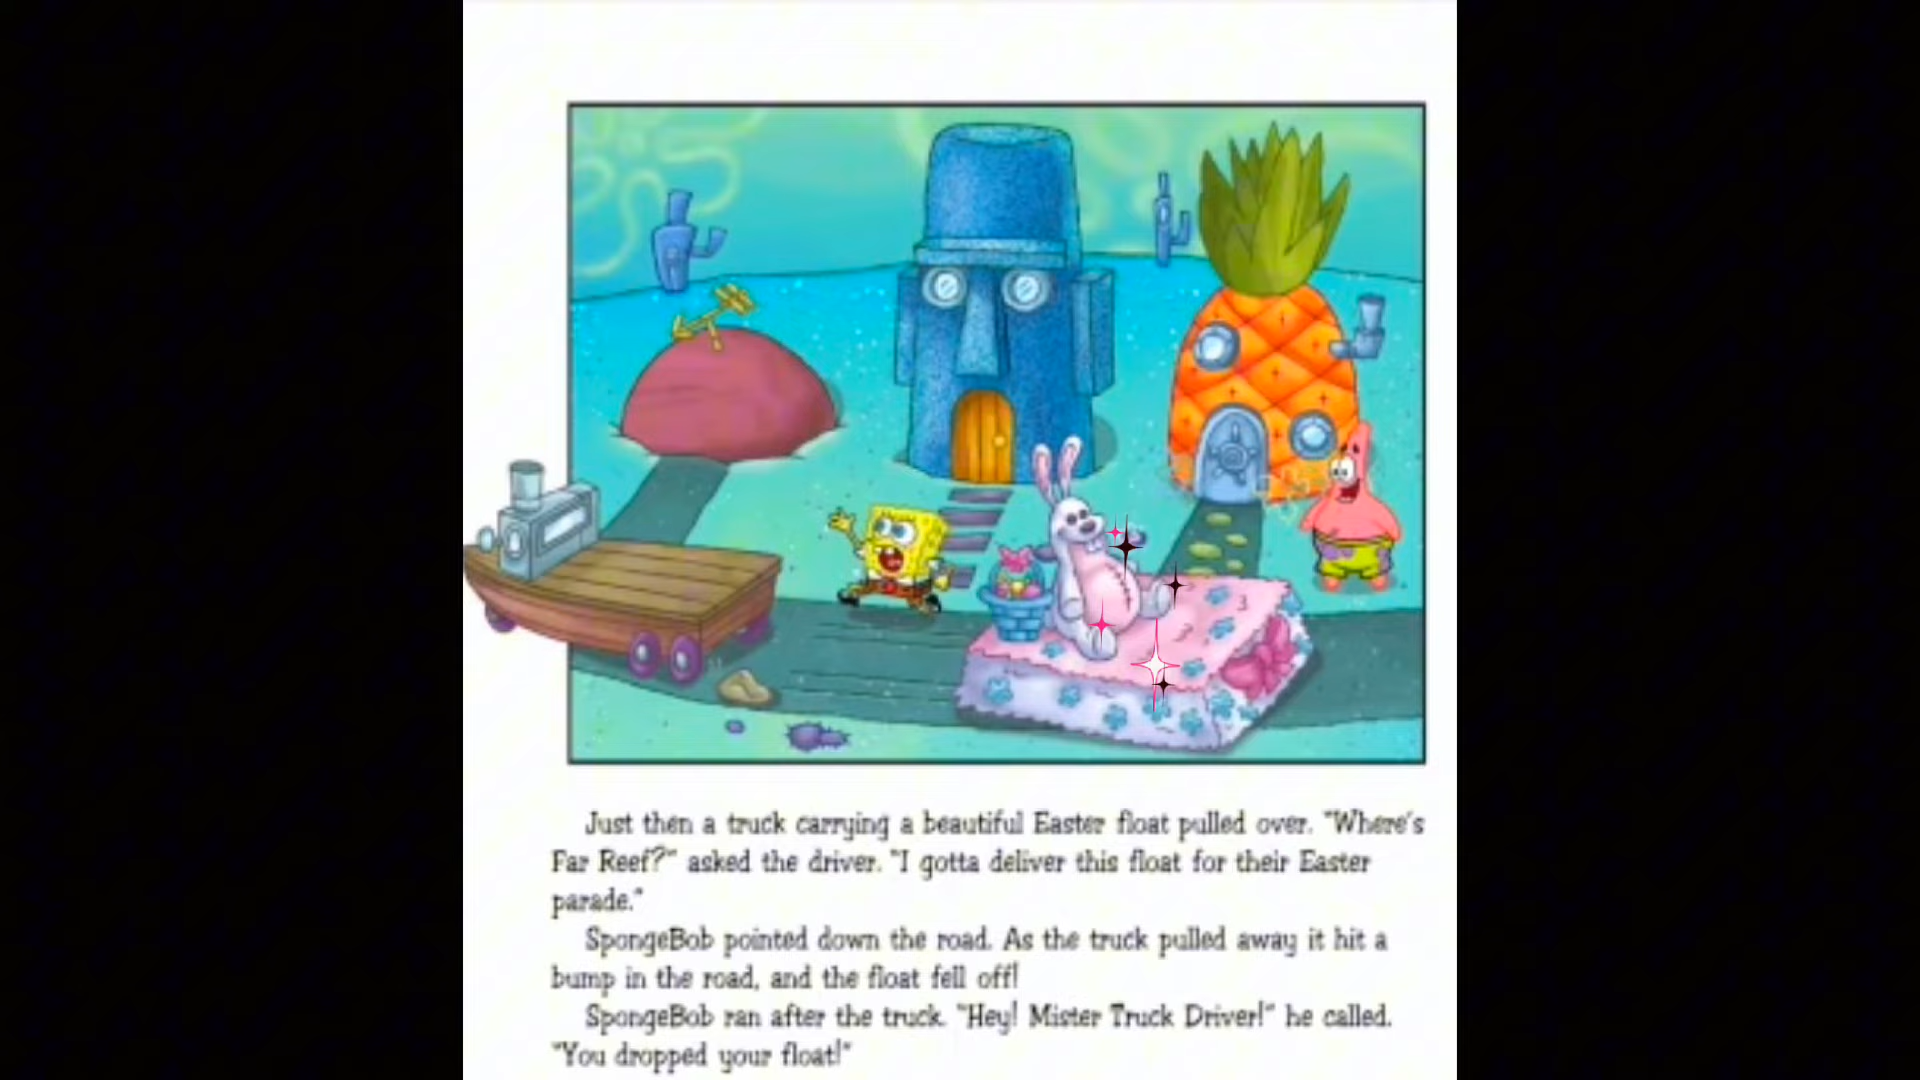 Just then a truck carrying a beautiful Easter float pulled over. "Where's
Far Reef?" asked the driver. "I gotta deliver this float for their Easter
parade."
SpongeBob pointed down the road. As the truck pulled away it hit a
bump in the road, and the float fell off!
SpongeBob ran after the truck. "Hey! Mister Truck Driver!" he called.
"You dropped your float!"